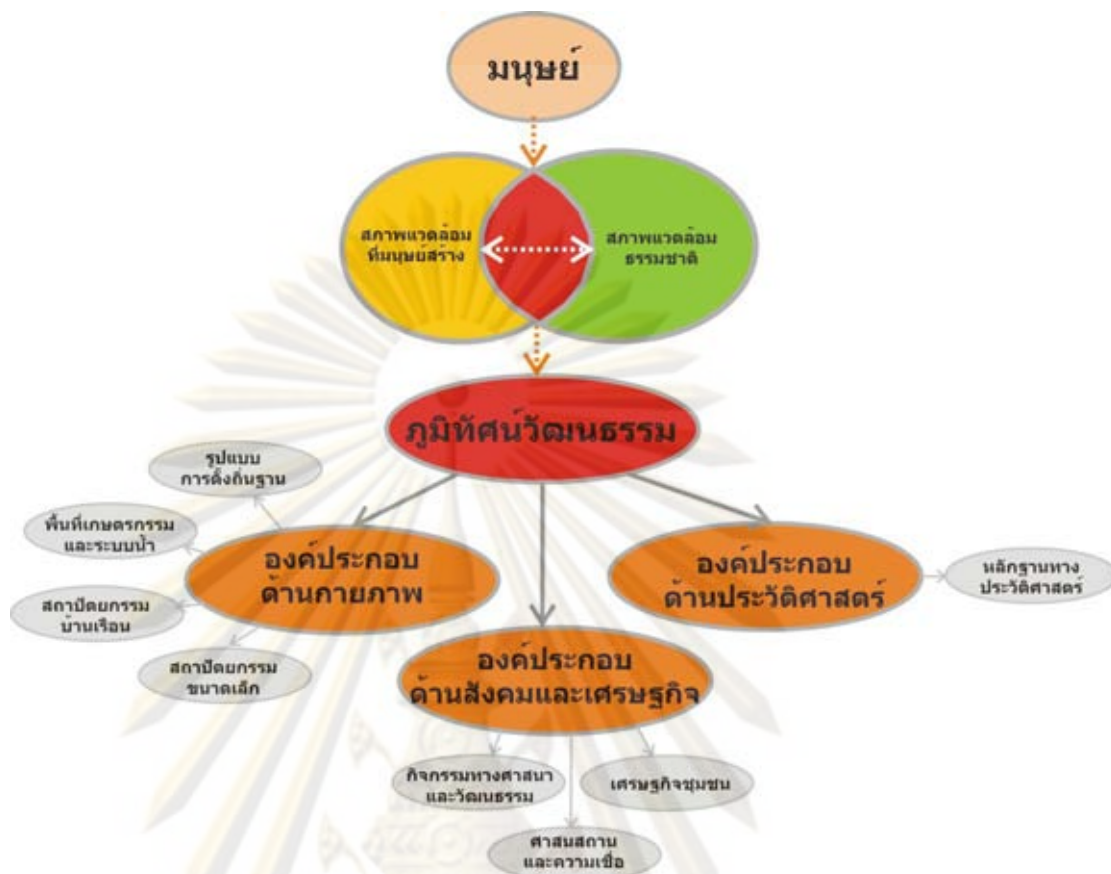 มนุษย์
สภาพแวดล้อม
ที่มนุษย์สร้าง
สภาพแวดล้อม
ธรรมชาติ
ภูมิทัศน์วัฒนธรรม
รูปแบบ
การตั้งถิ่นฐาน
พื้นที่เกษตรกรรม
และระบบน้ำ
สถาปัตยกรรม
บ้านเรือน
สถาปัตยกรรม
ขนาดเล็ก
องค์ประกอบ
ด้านกายภาพ
องค์ประกอบ
ด้านสังคมและเศรษฐกิจ
องค์ประกอบ
ด้านประวัติศาสตร์
หลักฐานทาง
ประวัติศาสตร์
กิจกรรมทางศาสนา
และวัฒนธรรม
ศาสนสถาน
และความเชื่อ
เศรษฐกิจชุมชน